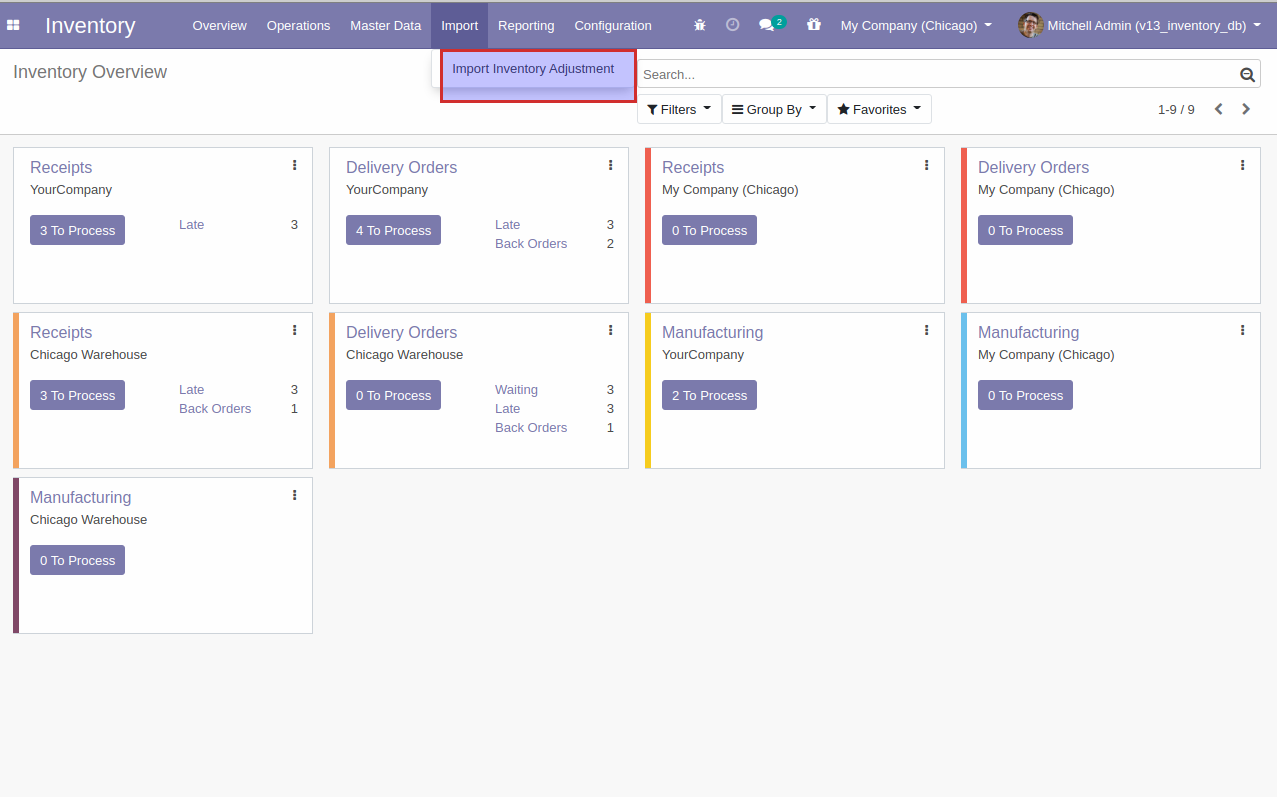 Inventory Overview Operations Master Data Import Reporting Configuration 2 My Company (Chicago) Mitchell Admin (v13_inventory_db)
Inventory Overview
Import Inventory Adjustment
Search...
Filters Group By Favorites 1-9 / 9
Receipts
YourCompany
3 To Process Late 3
Delivery Orders
YourCompany
4 To Process Late 3
Back Orders 2
Receipts
My Company (Chicago)
0 To Process
Delivery Orders
My Company (Chicago)
0 To Process
Receipts
Chicago Warehouse
3 To Process Late 3
Back Orders 1
Delivery Orders
Chicago Warehouse
0 To Process Waiting 3
Late 3
Back Orders 1
Manufacturing
YourCompany
2 To Process
Manufacturing
My Company (Chicago)
0 To Process
Manufacturing
Chicago Warehouse
0 To Process